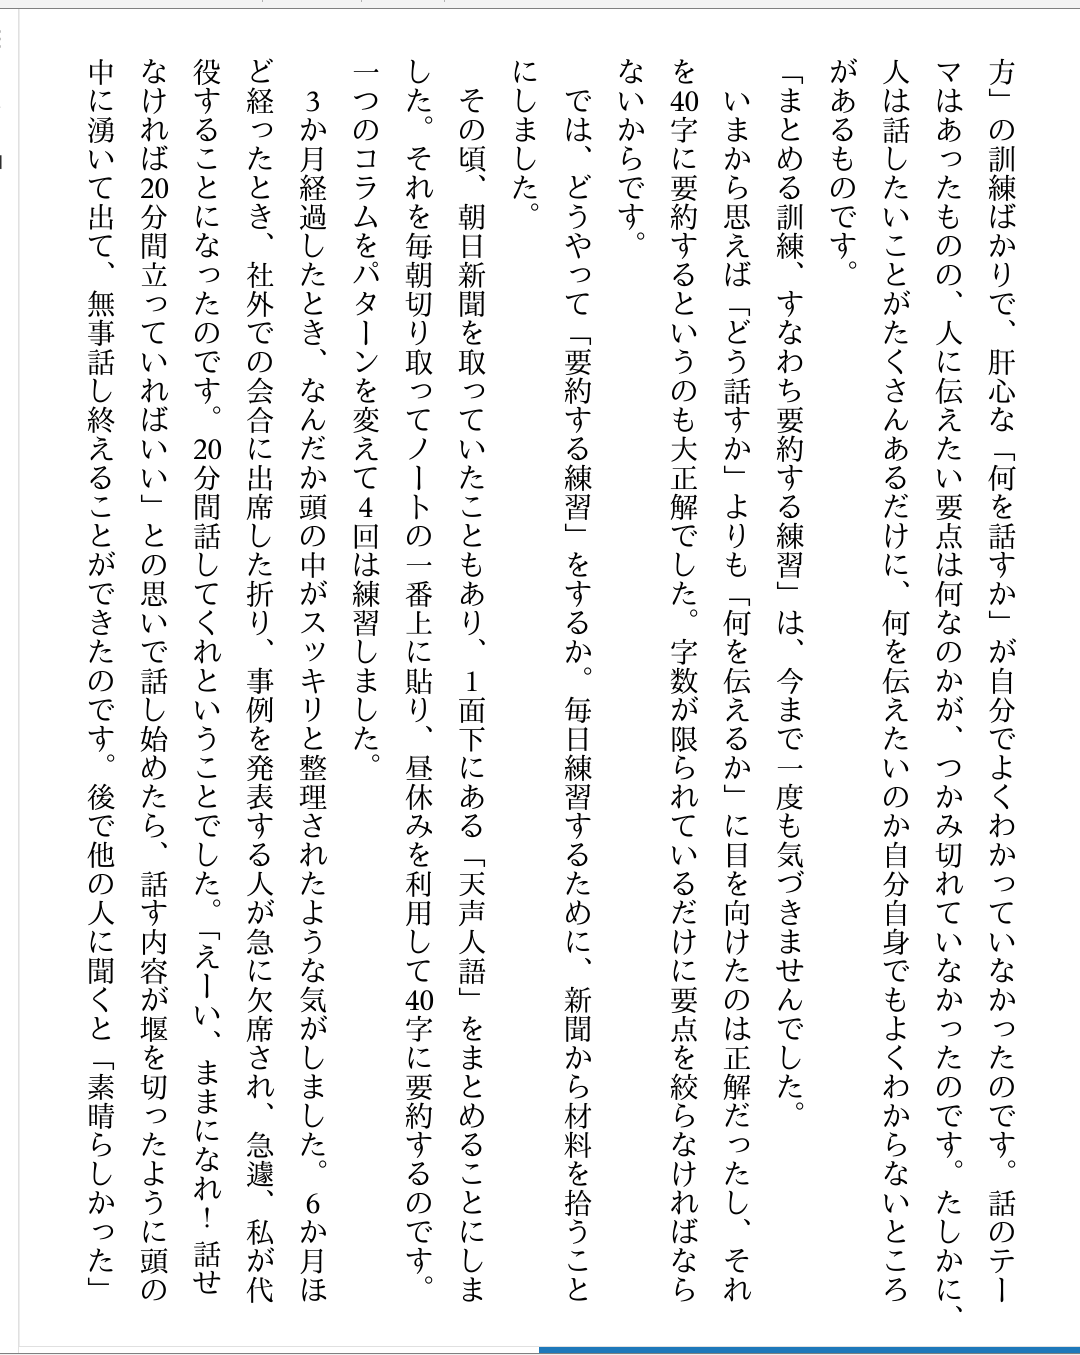 方」の訓練ばかりで、肝心な「何を話すか」が自分でよくわかっていなかったのです。話のテー
マはあったものの、人に伝えたい要点は何なのかが、つかみ切れていなかったのです。たしかに、
人は話したいことがたくさんあるだけに、何を伝えたいのか自分自身でもよくわからないところ
があるものです。
「まとめる訓練、すなわち要約する練習」は、今まで一度も気づきませんでした。
いまから思えば「どう話すか」よりも「何を伝えるか」に目を向けたのは正解だったし、それ
を40字に要約するというのも大正解でした。字数が限られているだけに要点を絞らなければなら
ないからです。
では、どうやって「要約する練習」をするか。毎日練習するために、新聞から材料を拾うこと
にしました。
その頃、朝日新聞を取っていたこともあり、1面下にある「天声人語」をまとめることにしま
した。それを毎朝切り取ってノートの一番上に貼り、昼休みを利用して40字に要約するのです。
一つのコラムをパターンを変えて4回は練習しました。
3か月経過したとき、なんだか頭の中がスッキリと整理されたような気がしました。6か月ほ
ど経ったとき、社外での会合に出席した折り、事例を発表する人が急に欠席され、急遽、私が代
役することになったのです。20分間話してくれということでした。「えーい、ままになれ！話せ
なければ20分間立っていればいい」との思いで話し始めたら、話す内容が堰を切ったように頭の
中に湧いて出て、無事話し終えることができたのです。後で他の人に聞くと「素晴らしかった」